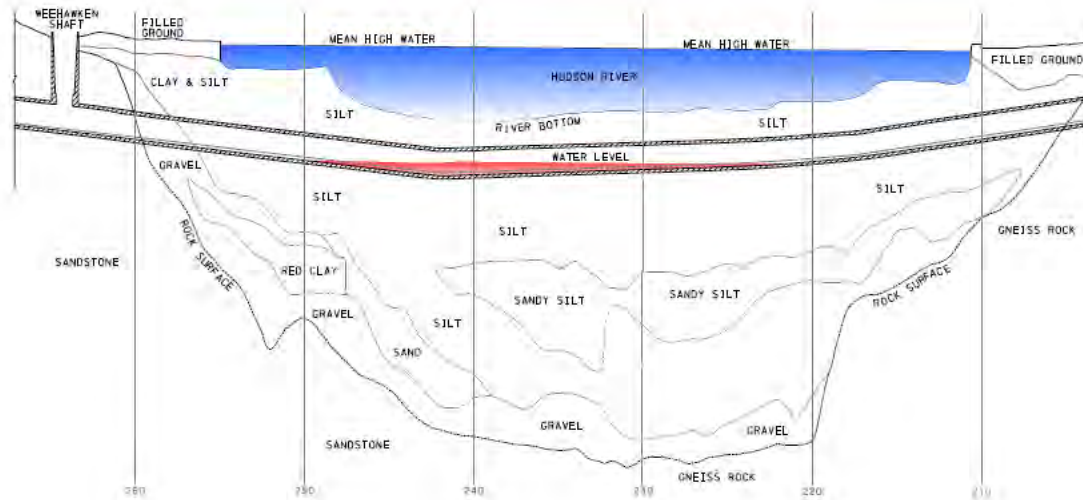 WEEHAWKEN
SHAFT
FILLED
GROUND
MEAN HIGH WATER
MEAN HIGH WATER
HUDSON RIVER
FILLED GROUND
CLAY & SILT
SILT
RIVER BOTTOM
SILT
WATER LEVEL
GRAVEL
SILT
SILT
SILT
GNEISS ROCK
SANDSTONE
ROCK SURFACE
RED CLAY
SANDY SILT
SANDY SILT
ROCK SURFACE
GRAVEL
SILT
SAND
GRAVEL
GRAVEL
SANDSTONE
GNEISS ROCK
260
250
240
230
220
210